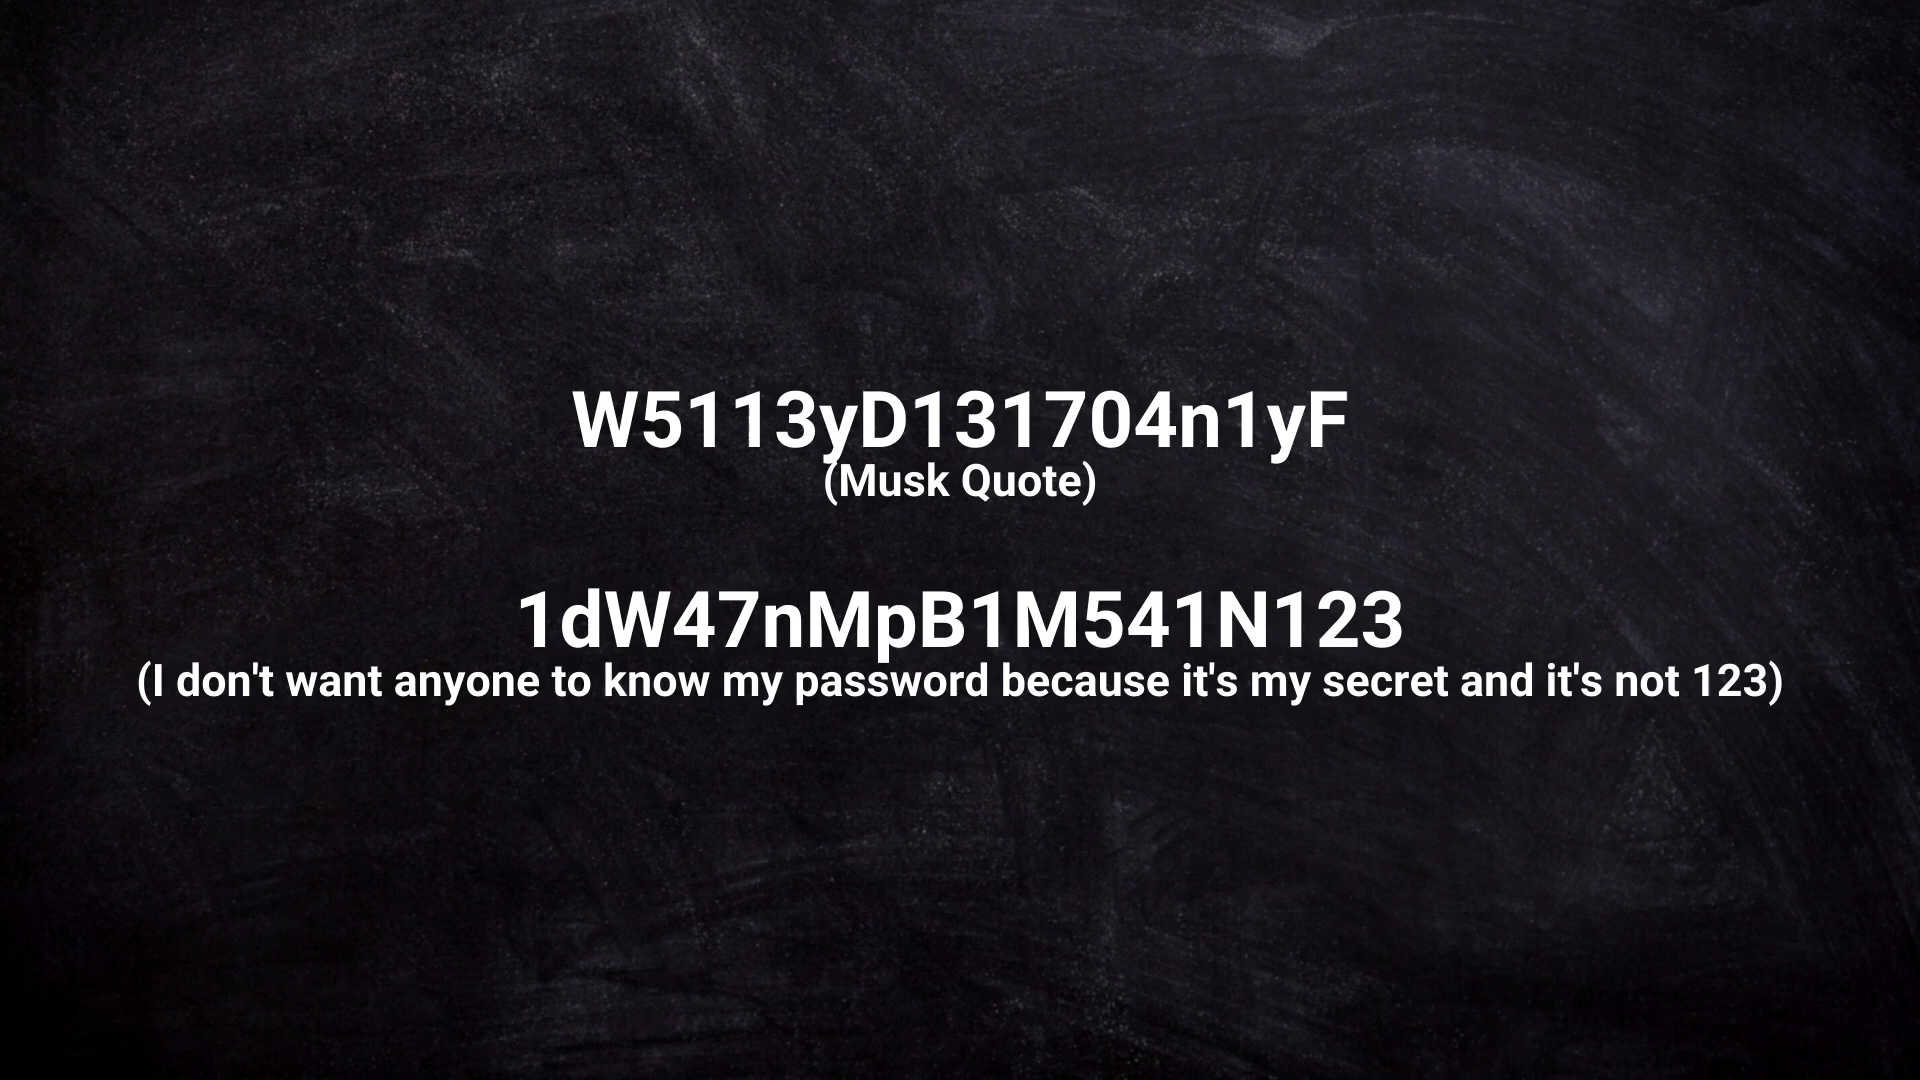 W5113yD131704n1yF
(Musk Quote)
1dW47nMpB1M541N123
(I don't want anyone to know my password because it's my secret and it's not 123)